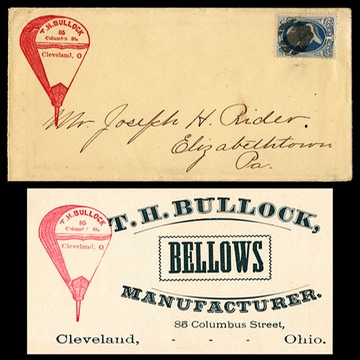 T. H. BULLOCK
85
Columbus St.
Cleveland, O
Mr. Joseph H. Rider.
Elizabethtown
Pa.
T. H. BULLOCK
85
Columbus St.
Cleveland, O
T. H. BULLOCK,
BELLOWS
MANUFACTURER.
85 Columbus Street,
Cleveland, - - - Ohio.